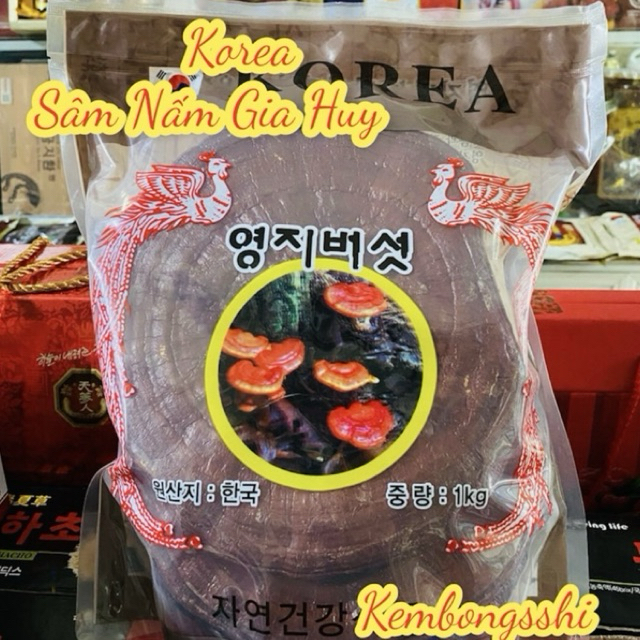 Korea
KOREA
Sâm Nấm Gia Huy
영지버섯
원산지 : 한국
중량 : 1kg
자연건강
Kembongsshi